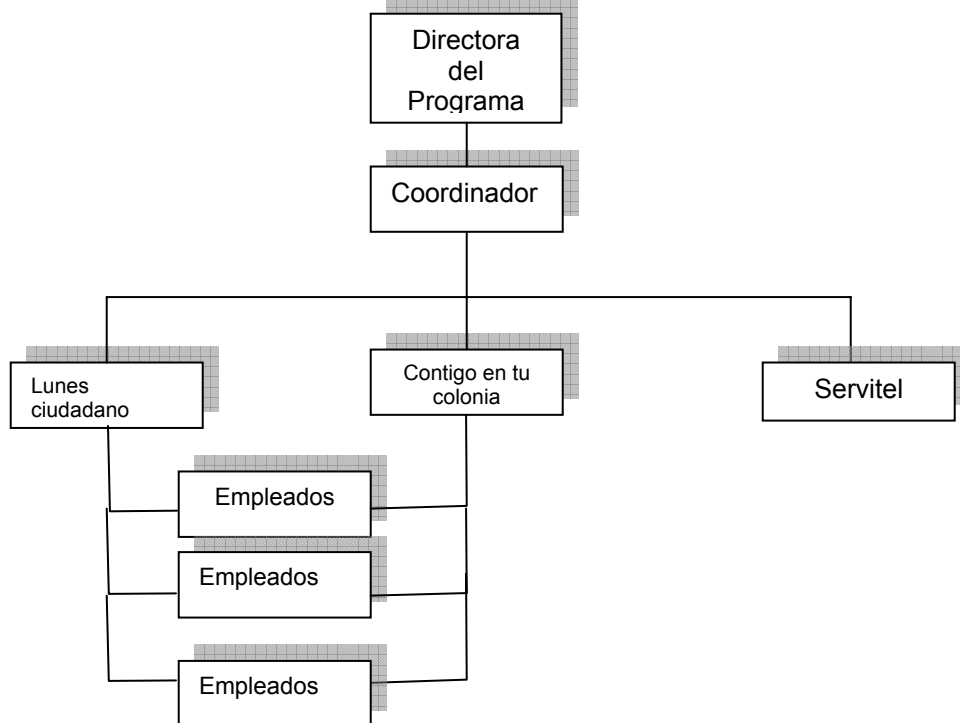 Directora
del
Programa
Coordinador
Lunes
ciudadano
Contigo en tu
colonia
Servitel
Empleados
Empleados
Empleados